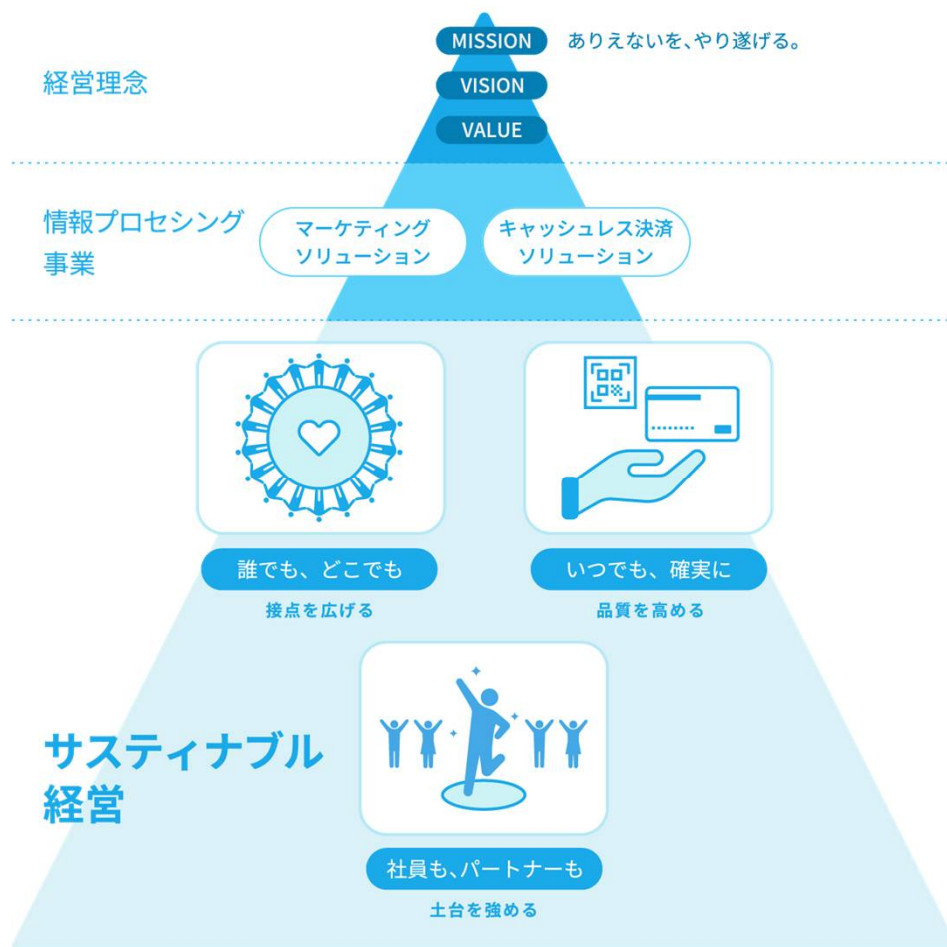 MISSION
ありえないを、やり遂げる。
経営理念
VISION
VALUE
情報プロセシング
事業
マーケティング
ソリューション
キャッシュレス決済
ソリューション
誰でも、どこでも
接点を広げる
いつでも、確実に
品質を高める
サスティナブル
経営
社員も、パートナーも
土台を強める